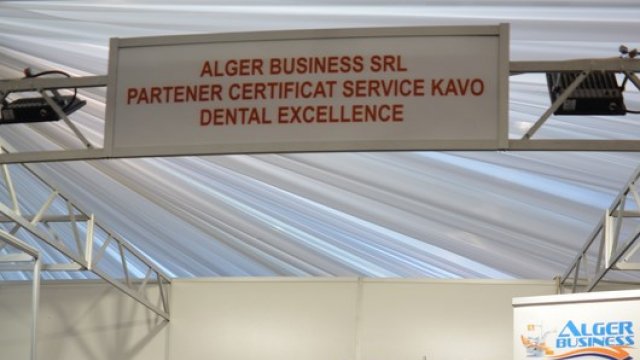 ALGER BUSINESS SRL
PARTENER CERTIFICAT SERVICE KAVO
DENTAL EXCELLENCE
ALGER
BUSINESS